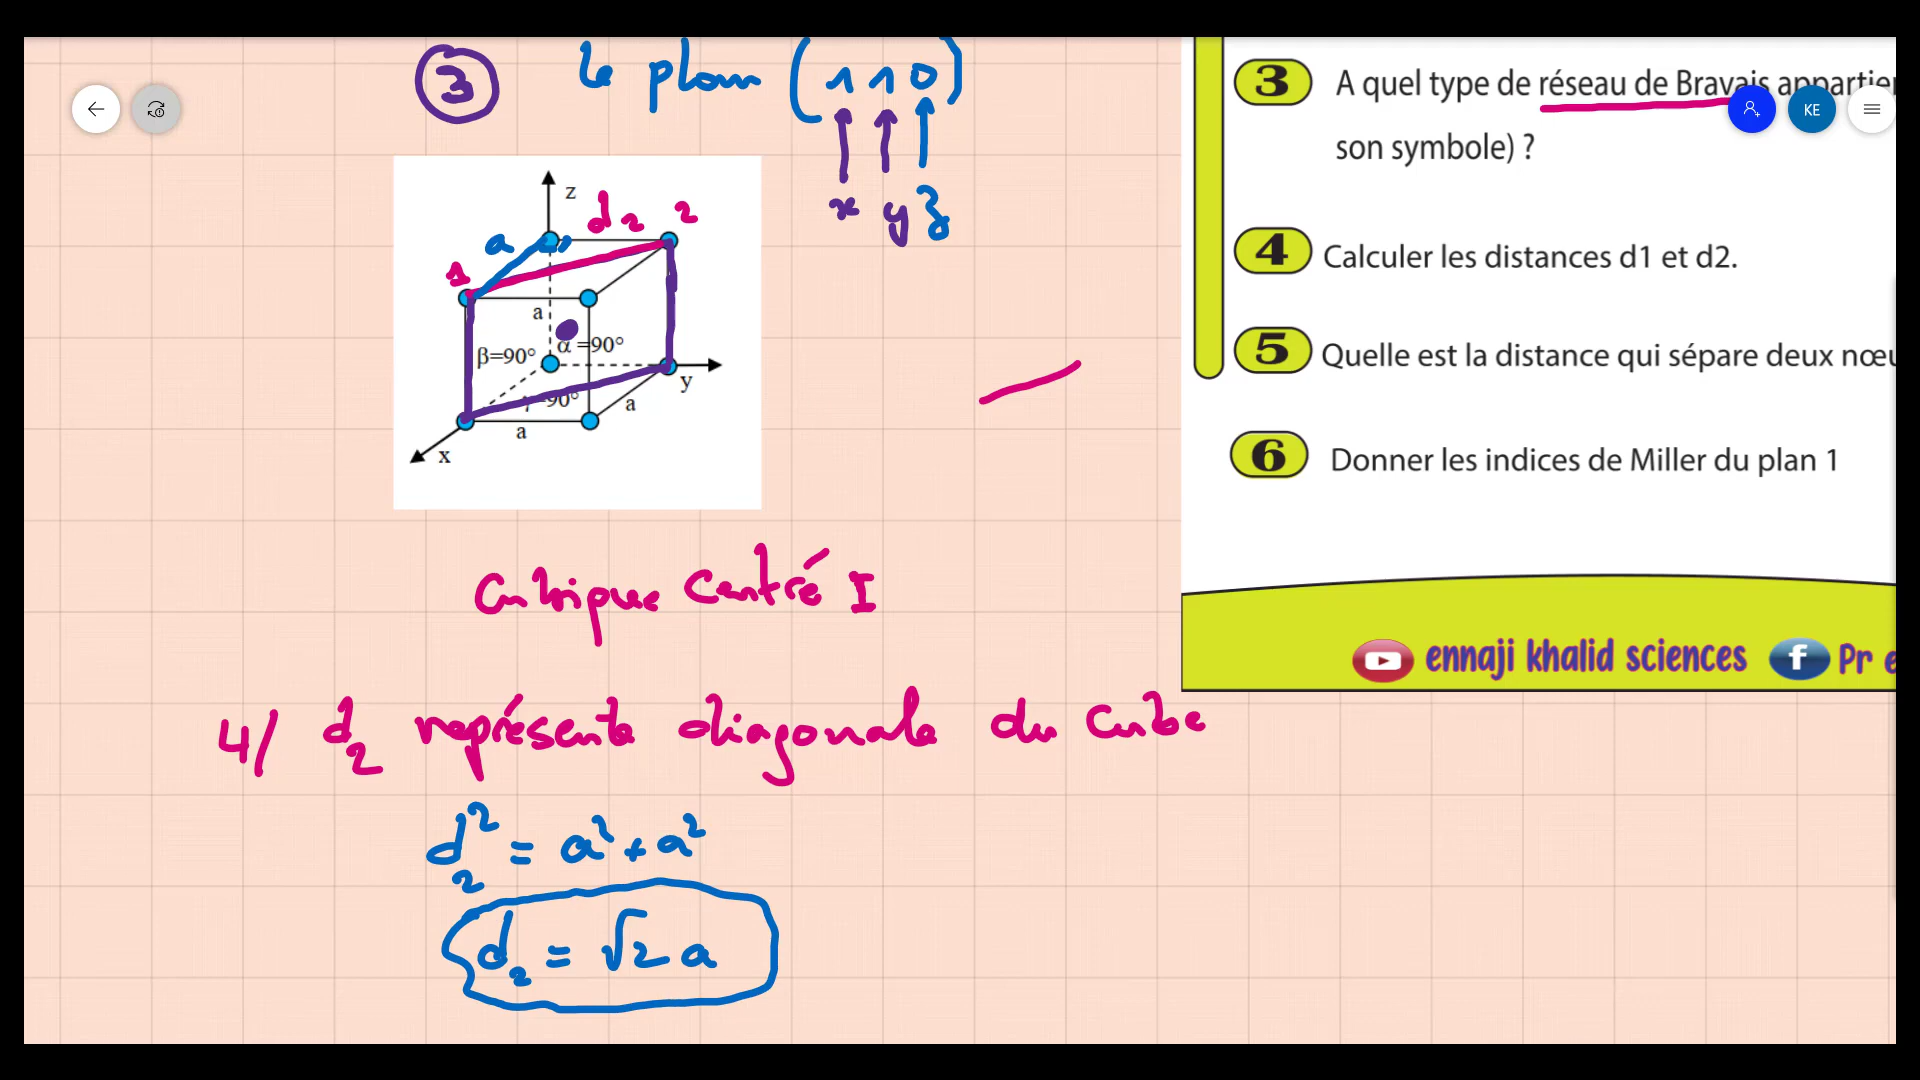 3 le plan (110)
x y z
z
d2 2
a
1
a
β=90° α=90°
γ=90°
y
a
a
x
Cubique Centré I
4/ d2 représente diagonale du Cube
d2² = a² + a²
d2 = √2 a
3 A quel type de réseau de Bravais appartie
KE
son symbole) ?
4 Calculer les distances d1 et d2.
5 Quelle est la distance qui sépare deux nœu
6 Donner les indices de Miller du plan 1
ennaji khalid sciences f Pr e